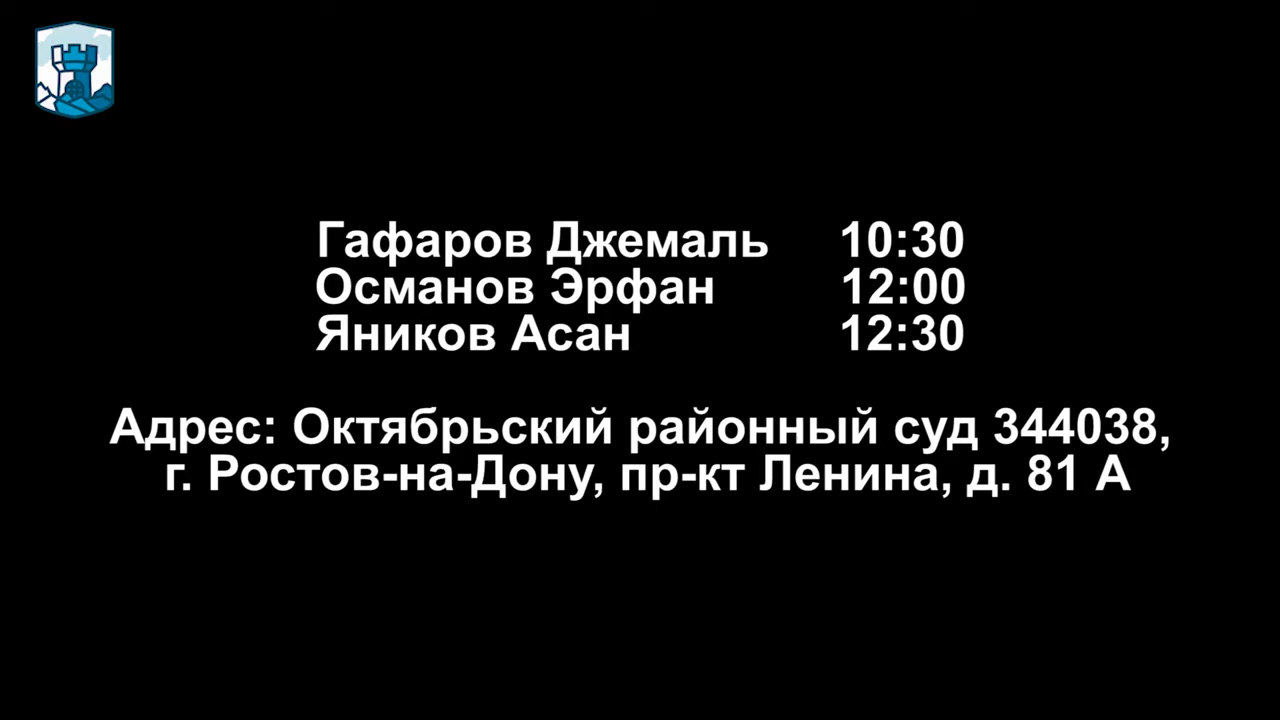 Гафаров Джемаль 10:30
Османов Эрфан 12:00
Яников Асан 12:30
Адрес: Октябрьский районный суд 344038,
г. Ростов-на-Дону, пр-кт Ленина, д. 81 А